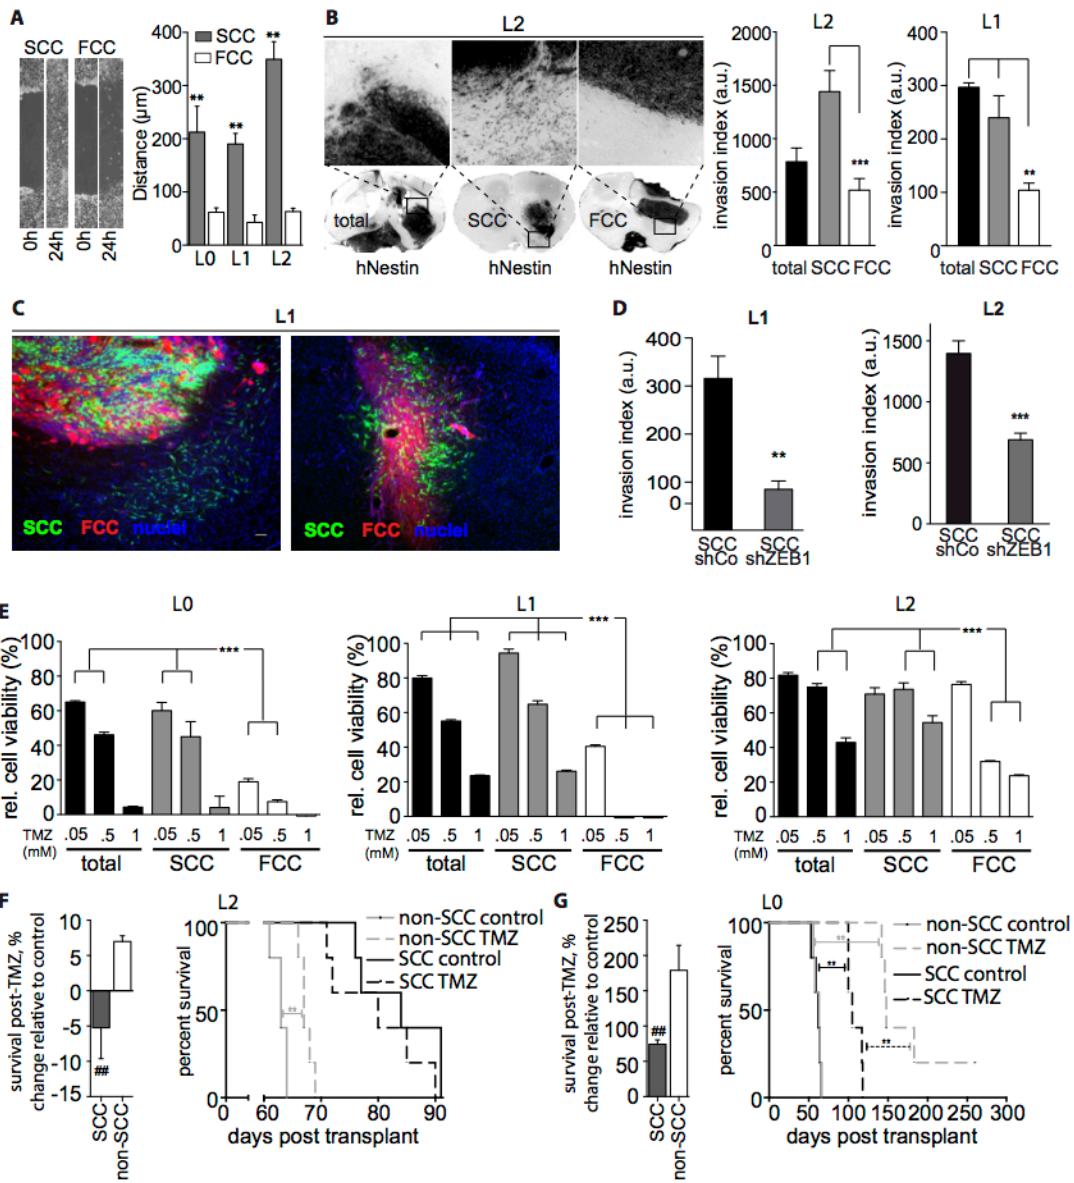 A
SCC FCC
0h 24h 0h 24h
Distance (µm)
400
300
200
100
0
SCC
FCC
** ** **
L0 L1 L2
B
L2
total SCC FCC
hNestin hNestin hNestin
L2
invasion index (a.u.)
2000
1500
1000
500
0
***
total SCC FCC
L1
invasion index (a.u.)
400
300
200
100
0
**
total SCC FCC
C
L1
SCC FCC nuclei
SCC FCC nuclei
D
L1
invasion index (a.u.)
400
300
200
100
0
**
SCC SCC
shCo shZEB1
L2
invasion index (a.u.)
1500
1000
500
0
***
SCC SCC
shCo shZEB1
E
L0
rel. cell viability (%)
100
80
60
40
20
0
***
TMZ .05 .5 1 .05 .5 1 .05 .5 1
(mM)
total SCC FCC
L1
rel. cell viability (%)
100
80
60
40
20
0
***
TMZ .05 .5 1 .05 .5 1 .05 .5 1
(mM)
total SCC FCC
L2
rel. cell viability (%)
100
80
60
40
20
0
***
TMZ .05 .5 1 .05 .5 1 .05 .5 1
(mM)
total SCC FCC
F
survival post-TMZ, %
change relative to control
10
5
0
-5
-10
-15
##
SCC
non-SCC
L2
percent survival
100
50
0
**
non-SCC control
non-SCC TMZ
SCC control
SCC TMZ
0 60 70 80 90
days post transplant
G
survival post-TMZ, %
change relative to control
250
200
150
100
50
0
##
SCC
non-SCC
L0
percent survival
100
50
0
**
**
**
non-SCC control
non-SCC TMZ
SCC control
SCC TMZ
0 50 100 150 200 250 300
days post transplant